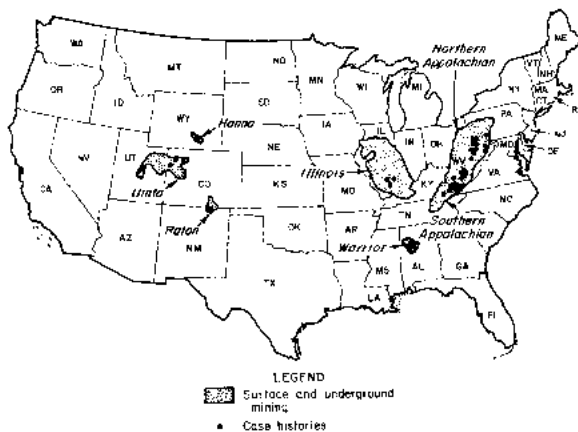 Northern
Appalachian
WA
MT
ND
MN
ME
VT
NH
OR
ID
WY
SD
WI
MI
NY
MA
CT
Hanna
IA
PA
NJ
NV
UT
NE
IL
IN
OH
MD
DE
CA
Uinta
CO
KS
MO
Illinois
WV
VA
KY
Raton
NC
AZ
NM
OK
AR
Southern
Appalachian
Warrior
TX
MS
AL
GA
LA
LEGEND
Surface and underground
mining
Case histories